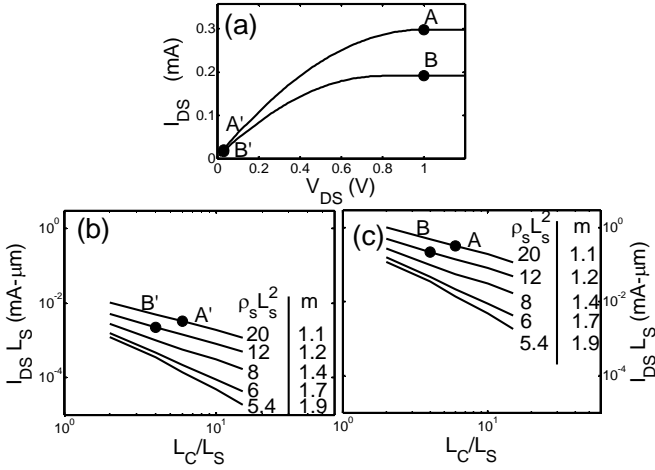 (a)
I_DS (mA)
0.3
0.2
0.1
0
A
B
A'
B'
0.2 0.4 0.6 0.8 1
V_DS (V)
(b)
I_DS L_S (mA-μm)
10^0
10^-2
10^-4
B' A'
ρ_s L_s^2 m
20 1.1
12 1.2
8 1.4
6 1.7
5,4 1.9
10^0 10^1
L_C/L_S
(c)
B A
ρ_s L_s^2 m
20 1.1
12 1.2
8 1.4
6 1.7
5.4 1.9
10^0
10^-2
10^-4
I_DS L_S (mA-μm)
10^0 10^1
L_C/L_S